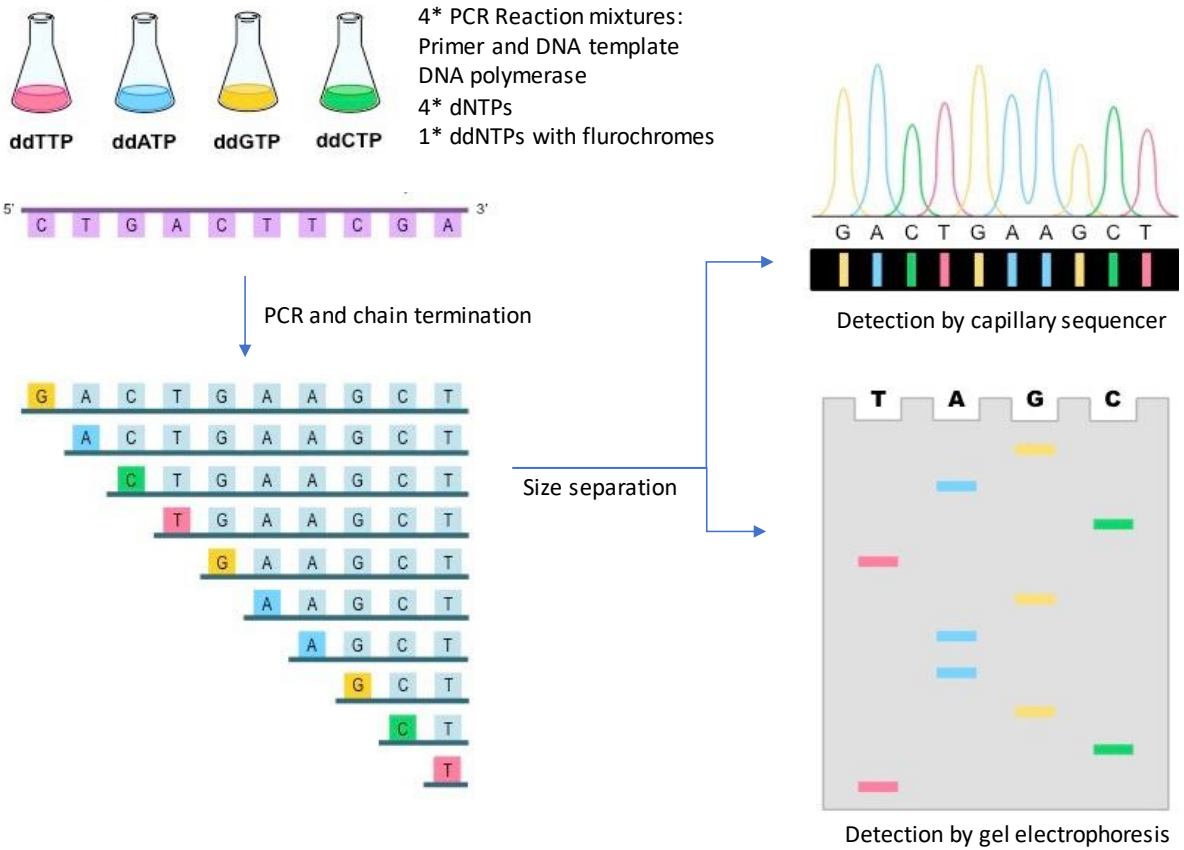 4* PCR Reaction mixtures:
Primer and DNA template
DNA polymerase
4* dNTPs
1* ddNTPs with flurochromes
ddTTP ddATP ddGTP ddCTP
5' 3'
C T G A C T T C G A
PCR and chain termination
G A C T G A A G C T
A C T G A A G C T
C T G A A G C T
T G A A G C T
G A A G C T
A A G C T
A G C T
G C T
C T
T
Size separation
G A C T G A A G C T
Detection by capillary sequencer
T A G C
Detection by gel electrophoresis